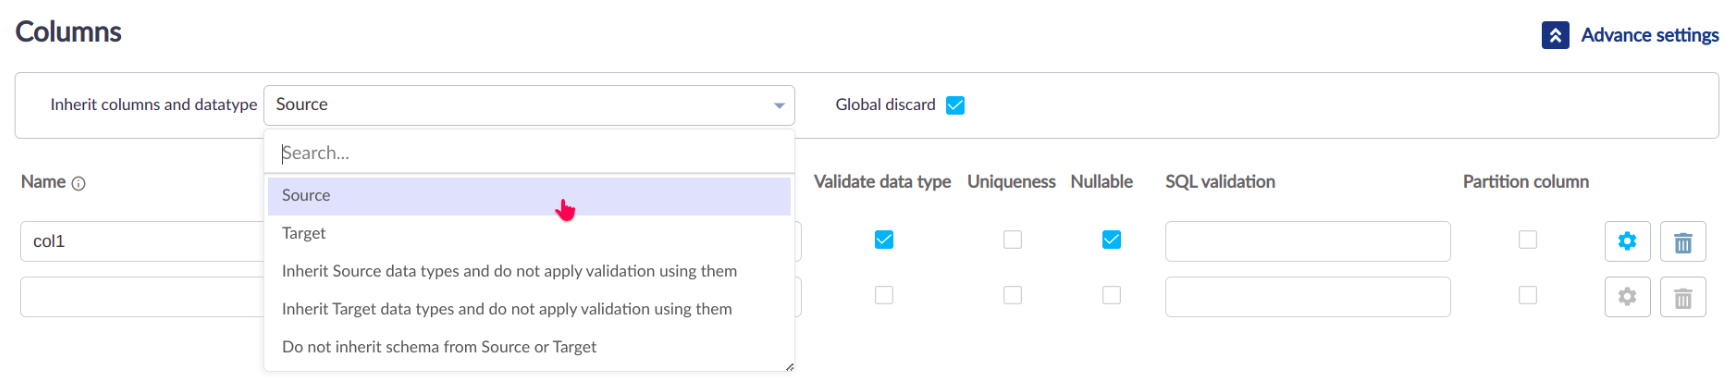 Columns
Advance settings
Inherit columns and datatype Source Global discard
Search...
Name Validate data type Uniqueness Nullable SQL validation Partition column
Source
Target
col1
Inherit Source data types and do not apply validation using them
Inherit Target data types and do not apply validation using them
Do not inherit schema from Source or Target